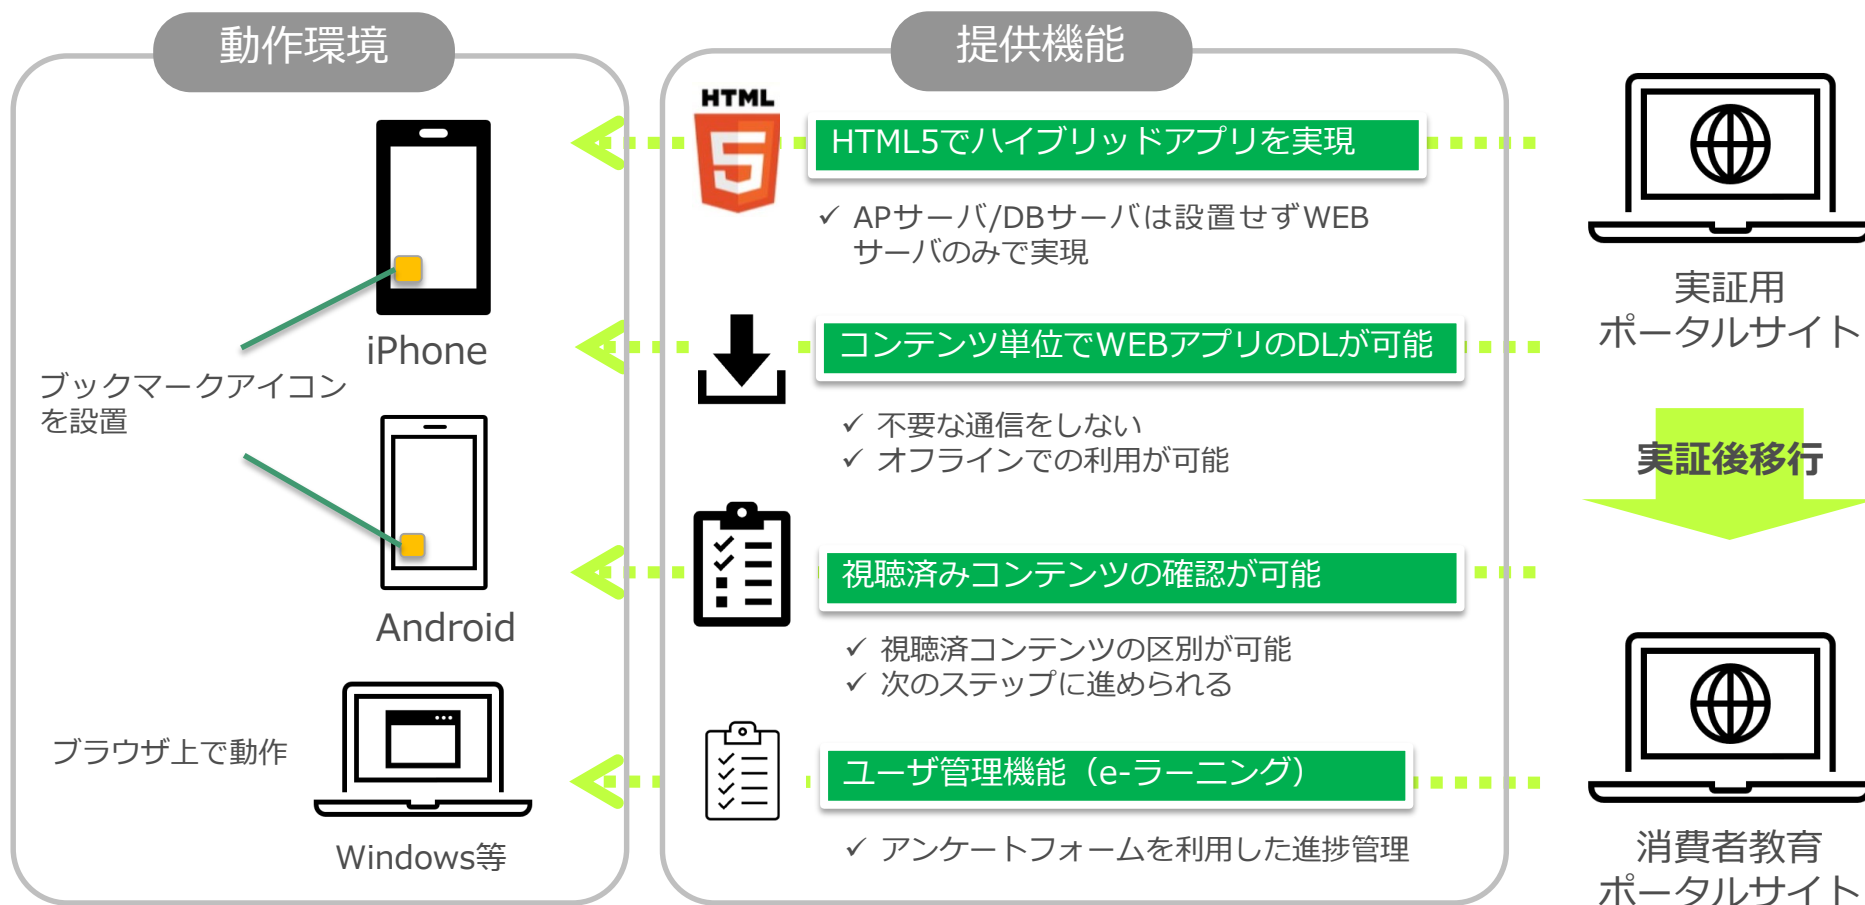 動作環境
iPhone
ブックマークアイコン
を設置
Android
ブラウザ上で動作
Windows等
提供機能
HTML
5
HTML5でハイブリッドアプリを実現
✓ APサーバ/DBサーバは設置せずWEB
サーバのみで実現
コンテンツ単位でWEBアプリのDLが可能
✓ 不要な通信をしない
✓ オフラインでの利用が可能
視聴済みコンテンツの確認が可能
✓ 視聴済コンテンツの区別が可能
✓ 次のステップに進められる
ユーザ管理機能（e-ラーニング）
✓ アンケートフォームを利用した進捗管理
実証用
ポータルサイト
実証後移行
消費者教育
ポータルサイト